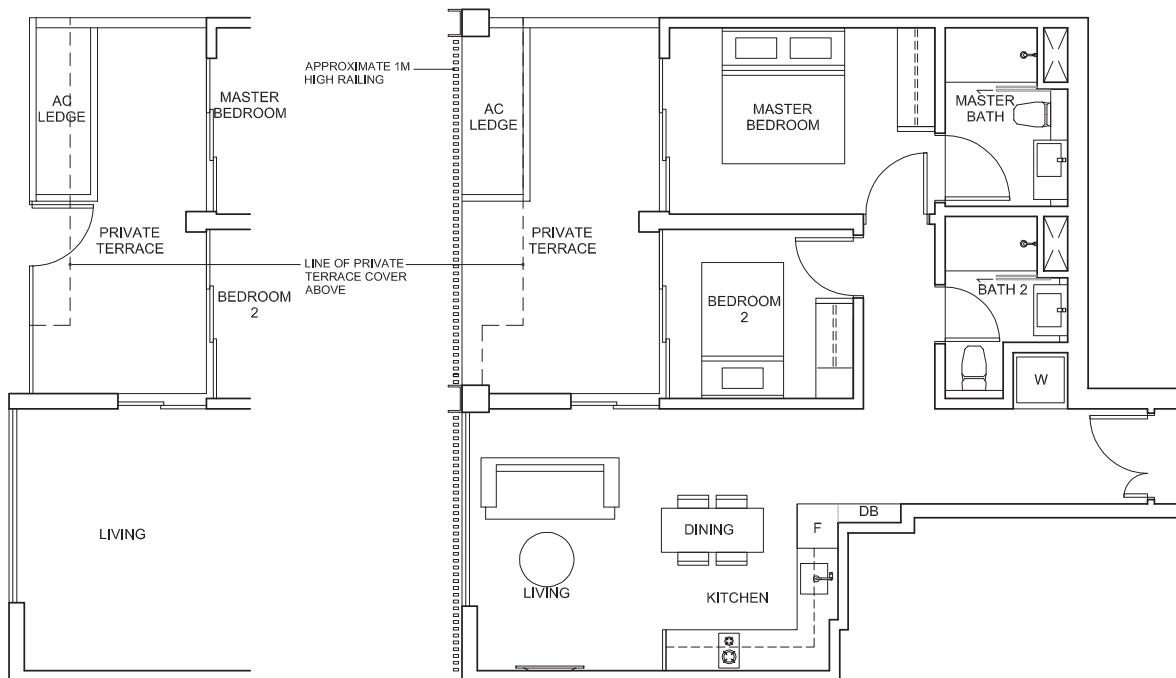 AC
LEDGE
MASTER
BEDROOM
PRIVATE
TERRACE
BEDROOM
2
LIVING
APPROXIMATE 1M
HIGH RAILING
LINE OF PRIVATE
TERRACE COVER
ABOVE
AC
LEDGE
PRIVATE
TERRACE
MASTER
BEDROOM
MASTER
BATH
BEDROOM
2
BATH 2
W
DB
F
DINING
LIVING
KITCHEN